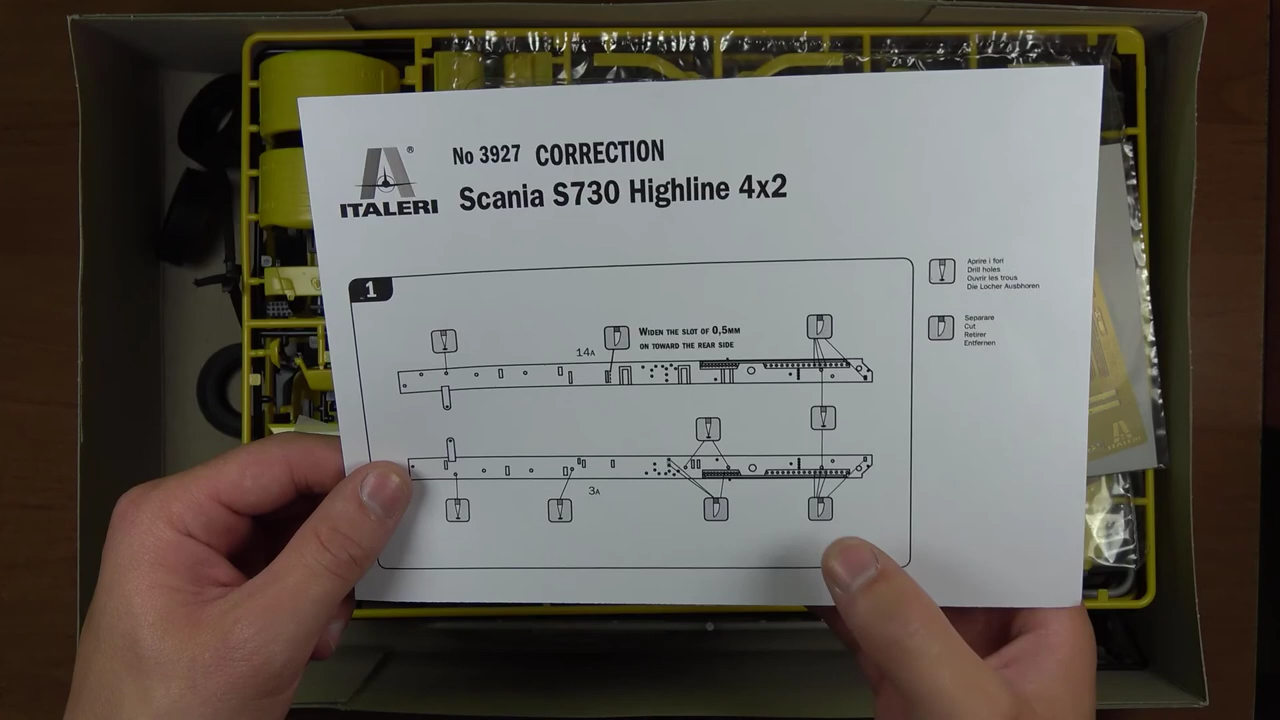 No 3927 CORRECTION
Scania S730 Highline 4x2
®
ITALERI
1
Aprire i fori
Drill holes
Ouvrir les trous
Die Locher Ausbhoren
Separare
Cut
Retirer
Entfernen
WIDEN THE SLOT OF 0,5MM
ON TOWARD THE REAR SIDE
14A
3A
ITALERI